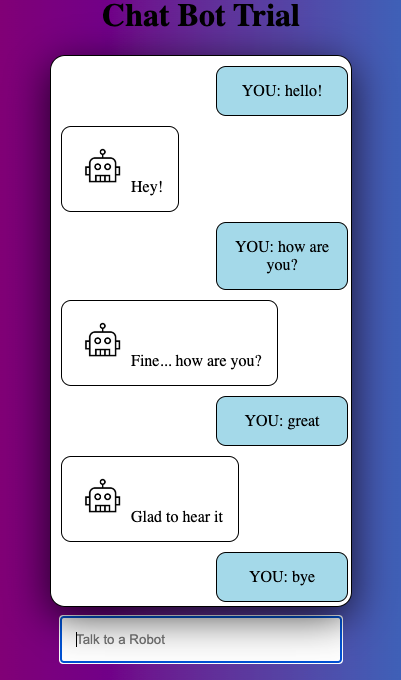 Chat Bot Trial
YOU: hello!
Hey!
YOU: how are
you?
Fine... how are you?
YOU: great
Glad to hear it
YOU: bye
Talk to a Robot